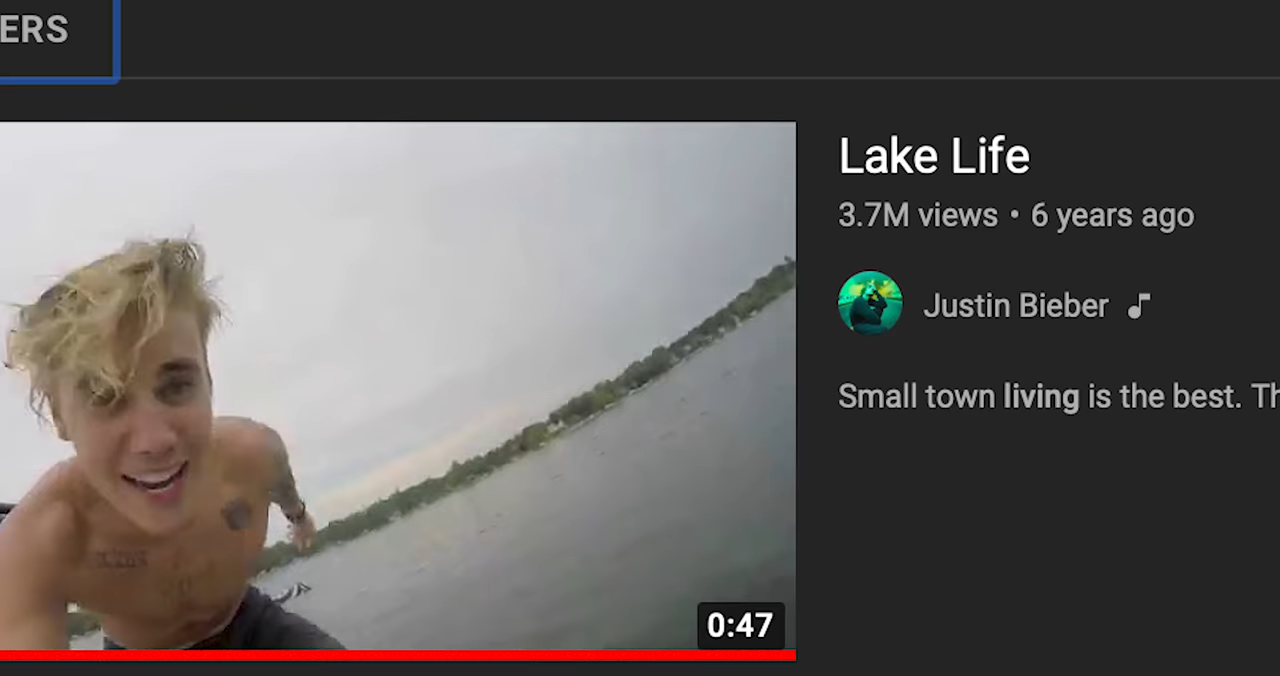 ERS
Lake Life
3.7M views • 6 years ago
Justin Bieber
Small town living is the best. Th
0:47